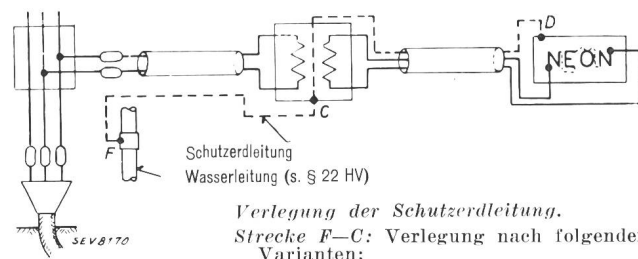 D
NEON
C
F
Schutzerdleitung
Wasserleitung (s. § 22 HV)
SEV8170
Verlegung der Schutzerdleitung.
Strecke F—C: Verlegung nach folgenden
Varianten: